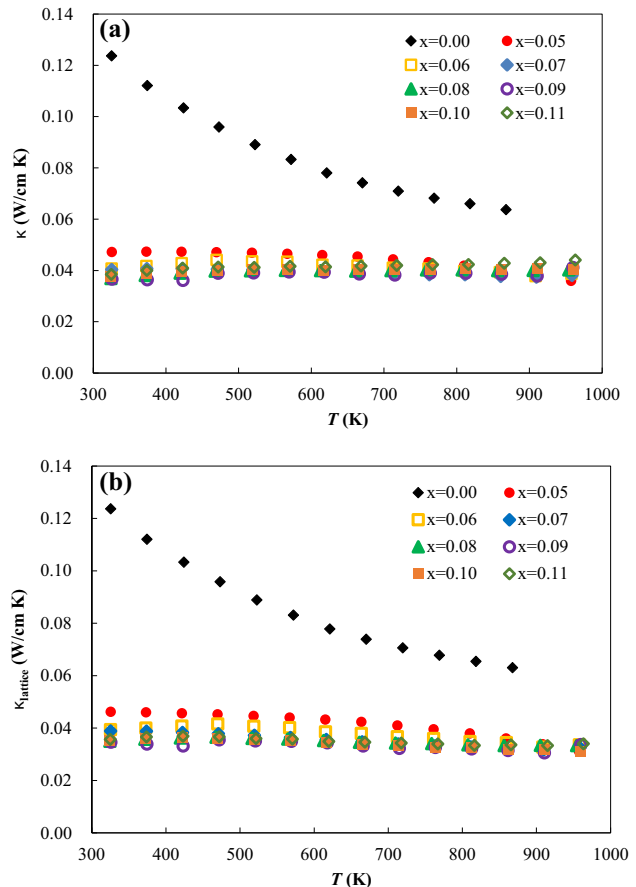 (a)
0.14
0.12
0.10
0.08
0.06
0.04
0.02
0.00
κ (W/cm K)
x=0.00 x=0.05
x=0.06 x=0.07
x=0.08 x=0.09
x=0.10 x=0.11
300 400 500 600 700 800 900 1000
T (K)
(b)
0.14
0.12
0.10
0.08
0.06
0.04
0.02
0.00
κlattice (W/cm K)
x=0.00 x=0.05
x=0.06 x=0.07
x=0.08 x=0.09
x=0.10 x=0.11
300 400 500 600 700 800 900 1000
T (K)